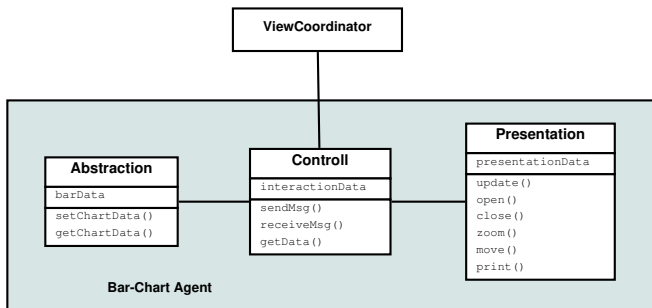 ViewCoordinator
Abstraction
barData
setChartData()
getChartData()
Controll
interactionData
sendMsg()
receiveMsg()
getData()
Presentation
presentationData
update()
open()
close()
zoom()
move()
print()
Bar-Chart Agent